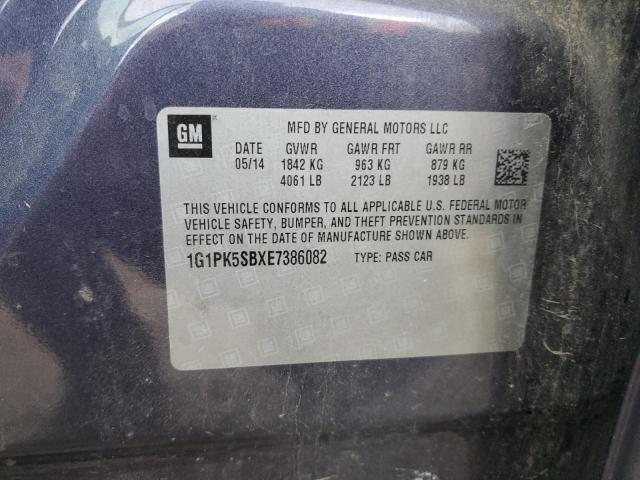 GM
MFD BY GENERAL MOTORS LLC
DATE GVWR GAWR FRT GAWR RR
05/14 1842 KG 963 KG 879 KG
4061 LB 2123 LB 1938 LB
THIS VEHICLE CONFORMS TO ALL APPLICABLE U.S. FEDERAL MOTOR
VEHICLE SAFETY, BUMPER, AND THEFT PREVENTION STANDARDS IN
EFFECT ON THE DATE OF MANUFACTURE SHOWN ABOVE.
1G1PK5SBXE7386082 TYPE: PASS CAR